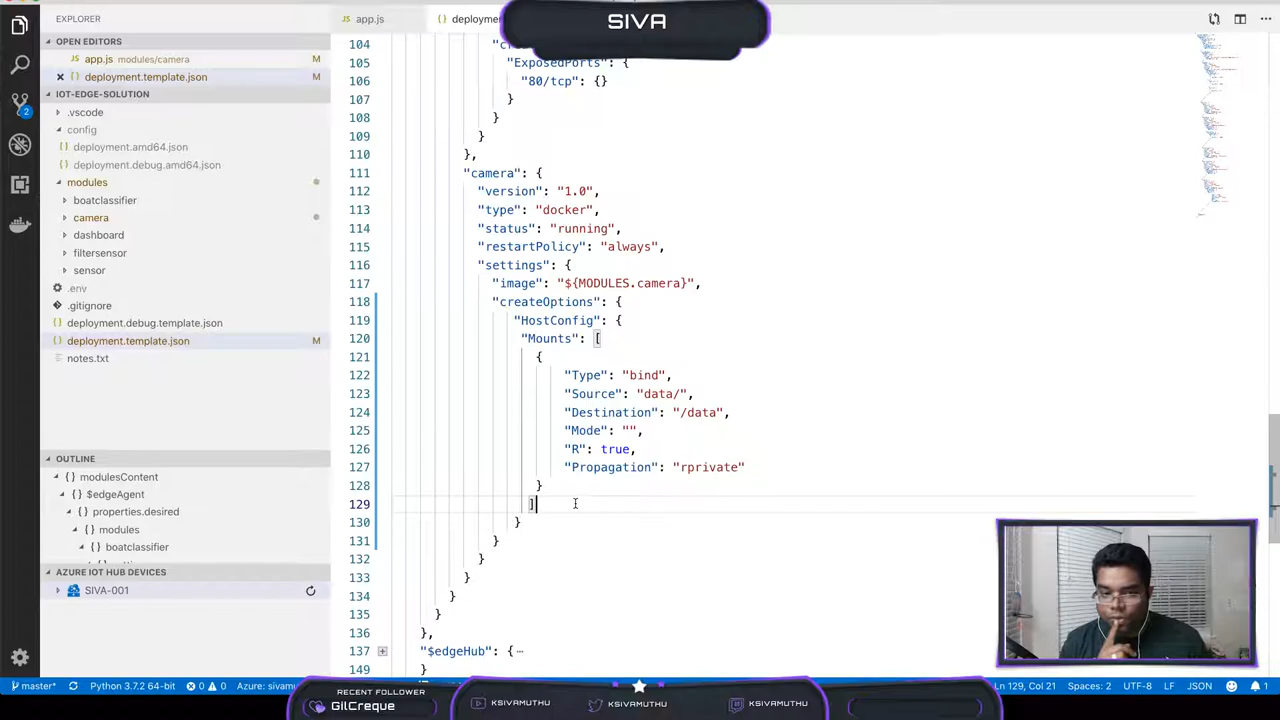 SIVA
EXPLORER
OPEN EDITORS
app.js modules/camera M
deployment.template.json M
IOT-EDGE-SOLUTION
.vscode
config
deployment.amd64.json
deployment.debug.amd64.json
modules
boatclassifier
camera
dashboard
filtersensor
sensor
.env
.gitignore
deployment.debug.template.json
deployment.template.json M
notes.txt
OUTLINE
{} modulesContent
{} $edgeAgent
{} properties.desired
{} modules
{} boatclassifier
AZURE IOT HUB DEVICES
SIVA-001
2
app.js
104
105 "ExposedPorts": {
106 "80/tcp": {}
107 }
108 }
109 }
110 },
111 "camera": {
112 "version": "1.0",
113 "type": "docker",
114 "status": "running",
115 "restartPolicy": "always",
116 "settings": {
117 "image": "${MODULES.camera}",
118 "createOptions": {
119 "HostConfig": {
120 "Mounts": [
121 {
122 "Type": "bind",
123 "Source": "data/",
124 "Destination": "/data",
125 "Mode": "",
126 "R": true,
127 "Propagation": "rprivate"
128 }
129 ]
130 }
131 }
132 }
133 }
134 }
135 }
136 },
137 "$edgeHub": {
149 }
master* Python 3.7.2 64-bit 0 0 Azure: sivamu Ln 129, Col 21 Spaces: 2 UTF-8 LF JSON 1
RECENT FOLLOWER
GilCreque
KSIVAMUTHU KSIVAMUTHU KSIVAMUTHU